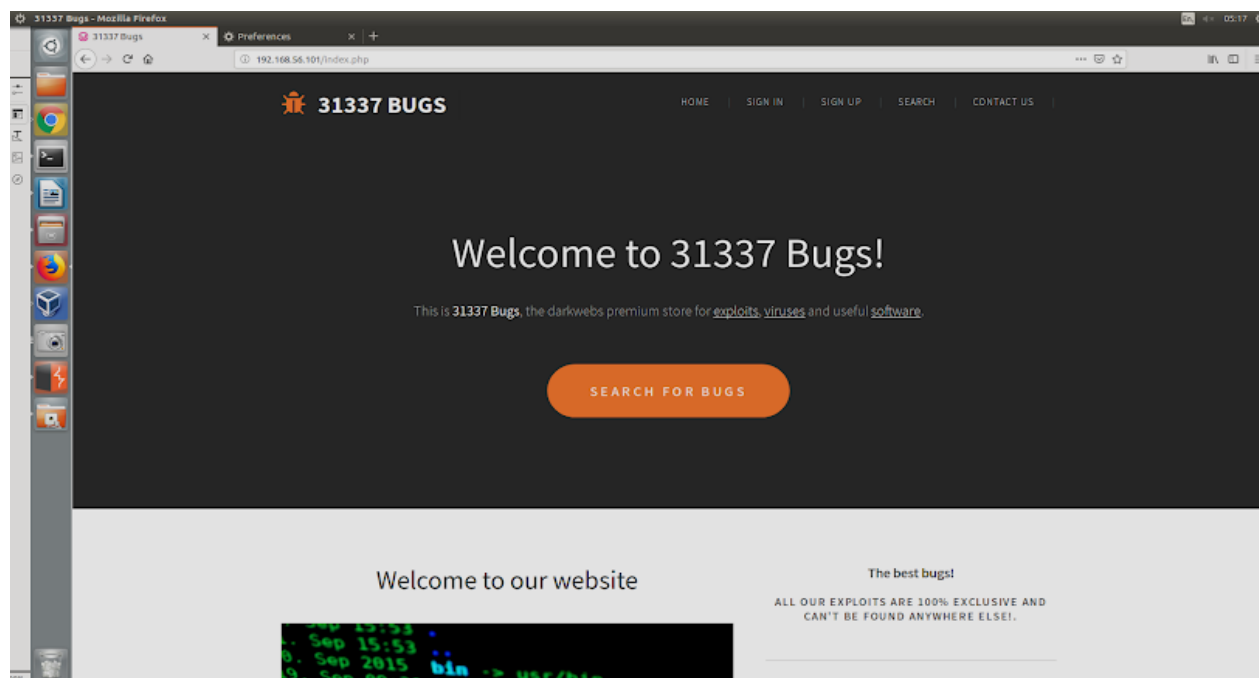 31337 Bugs - Mozilla Firefox
En
05:17
31337 Bugs
Preferences
192.168.56.101/index.php
31337 BUGS
HOME
SIGN IN
SIGN UP
SEARCH
CONTACT US
Welcome to 31337 Bugs!
This is 31337 Bugs, the darkwebs premium store for exploits, viruses and useful software.
SEARCH FOR BUGS
Welcome to our website
The best bugs!
ALL OUR EXPLOITS ARE 100% EXCLUSIVE AND
CAN'T BE FOUND ANYWHERE ELSE!.
Sep 15:53 .
Sep 15:53 ..
Sep 2015 bin -> usr/bin